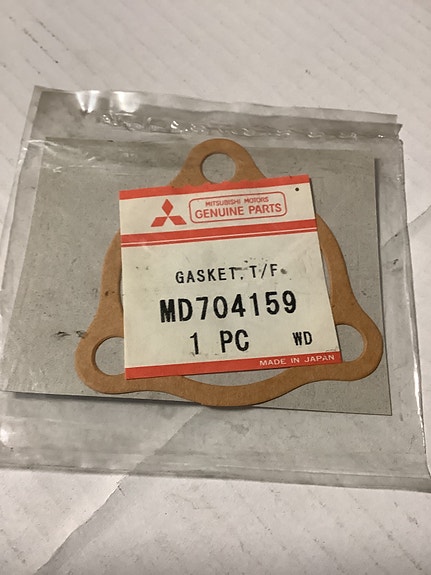 MITSUBISHI MOTORS
GENUINE PARTS
GASKET,T/F
MD704159
1 PC WD
MADE IN JAPAN